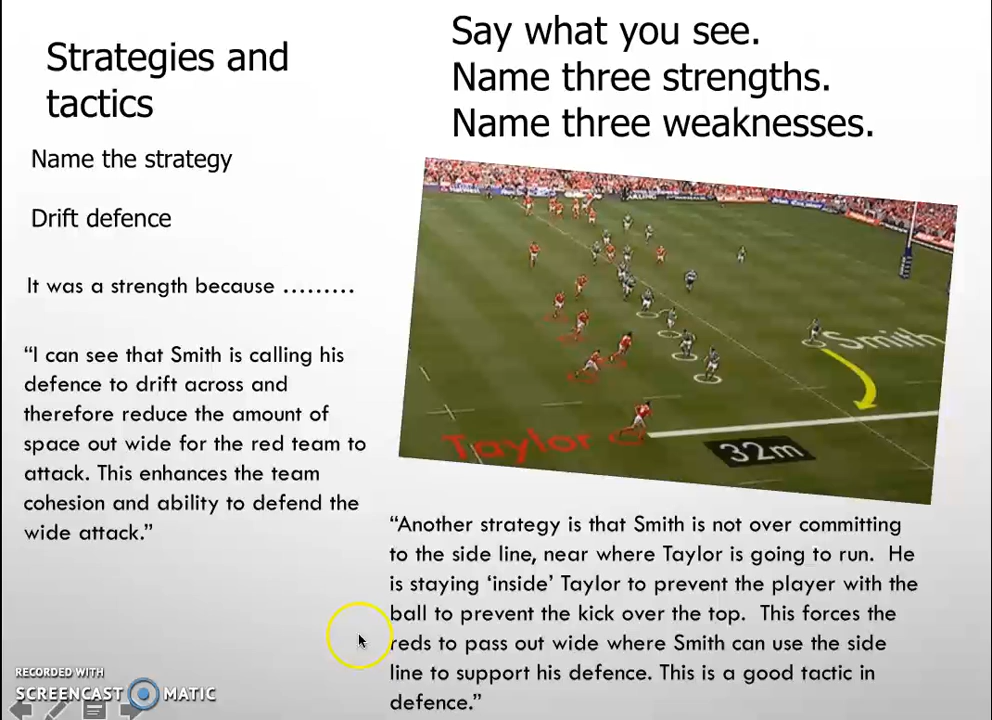 Strategies and
tactics
Name the strategy
Drift defence
It was a strength because .........
“I can see that Smith is calling his
defence to drift across and
therefore reduce the amount of
space out wide for the red team to
attack. This enhances the team
cohesion and ability to defend the
wide attack.”
Say what you see.
Name three strengths.
Name three weaknesses.
Smith
Taylor
32m
“Another strategy is that Smith is not over committing
to the side line, near where Taylor is going to run.  He
is staying ‘inside’ Taylor to prevent the player with the
ball to prevent the kick over the top.  This forces the
reds to pass out wide where Smith can use the side
line to support his defence. This is a good tactic in
defence.”
RECORDED WITH
SCREENCAST MATIC